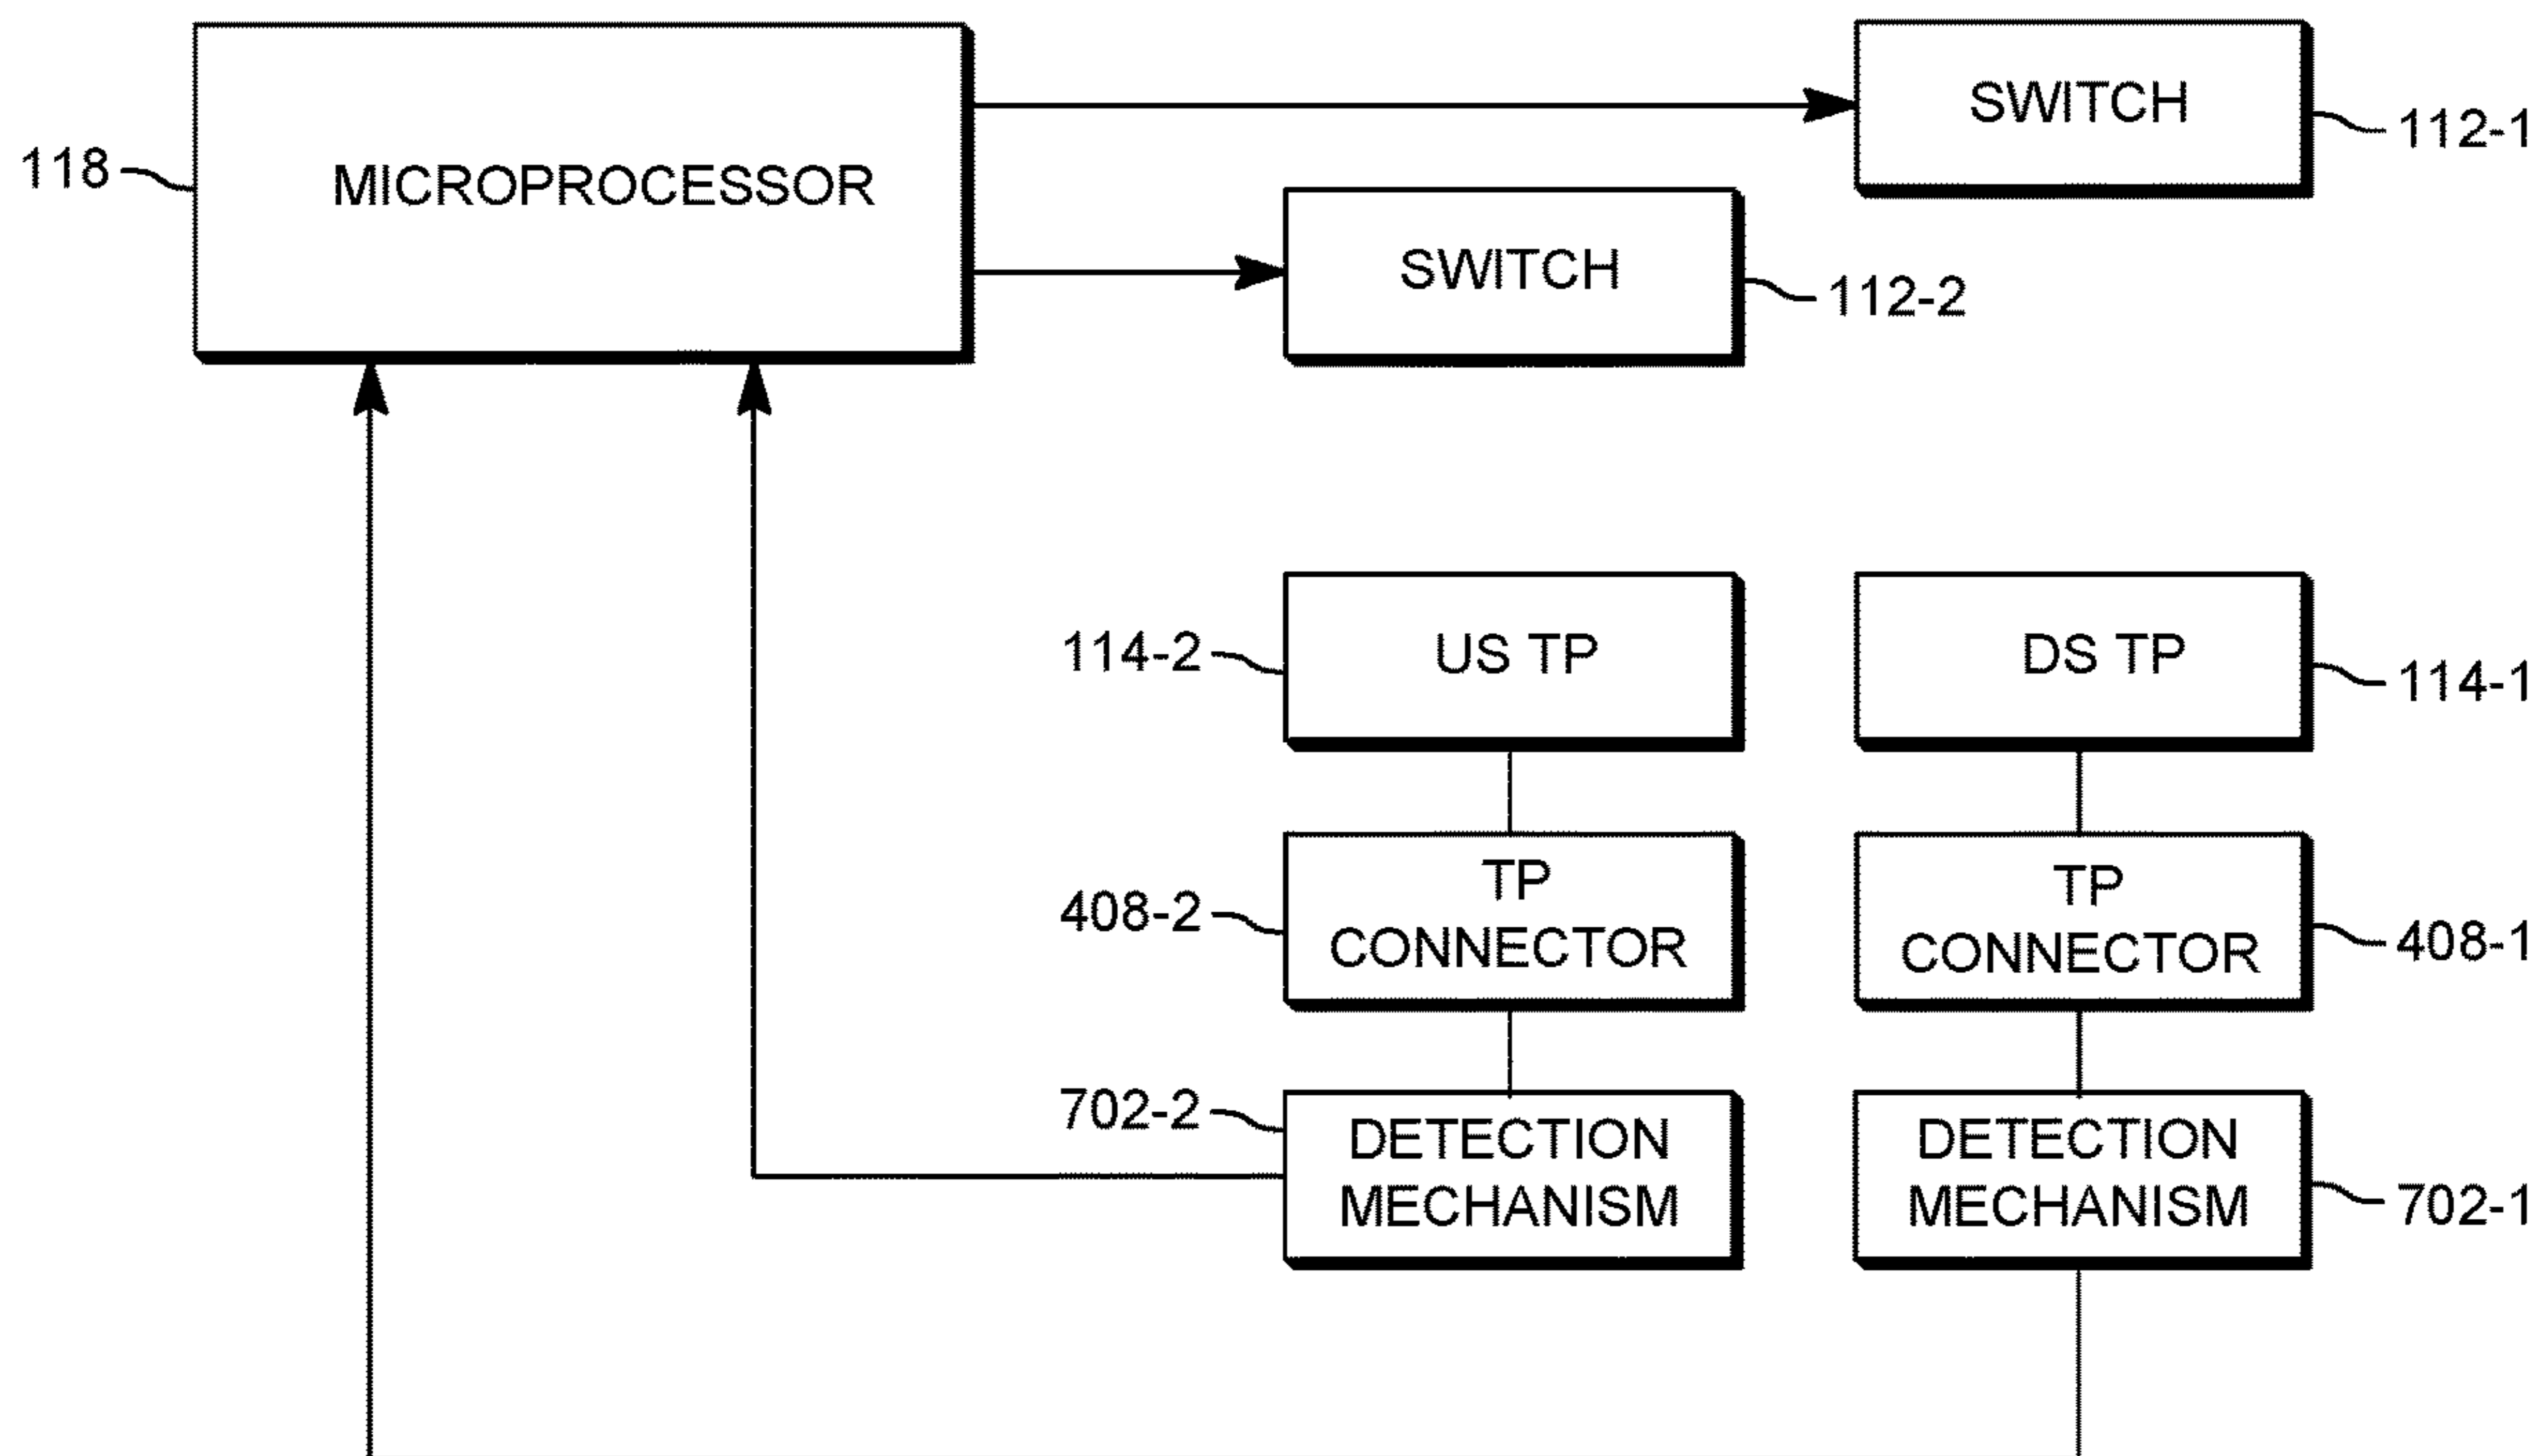 SWITCH
112-1
118
MICROPROCESSOR
SWITCH
112-2
114-2
US TP
DS TP
114-1
408-2
TP
CONNECTOR
TP
CONNECTOR
408-1
702-2
DETECTION
MECHANISM
DETECTION
MECHANISM
702-1